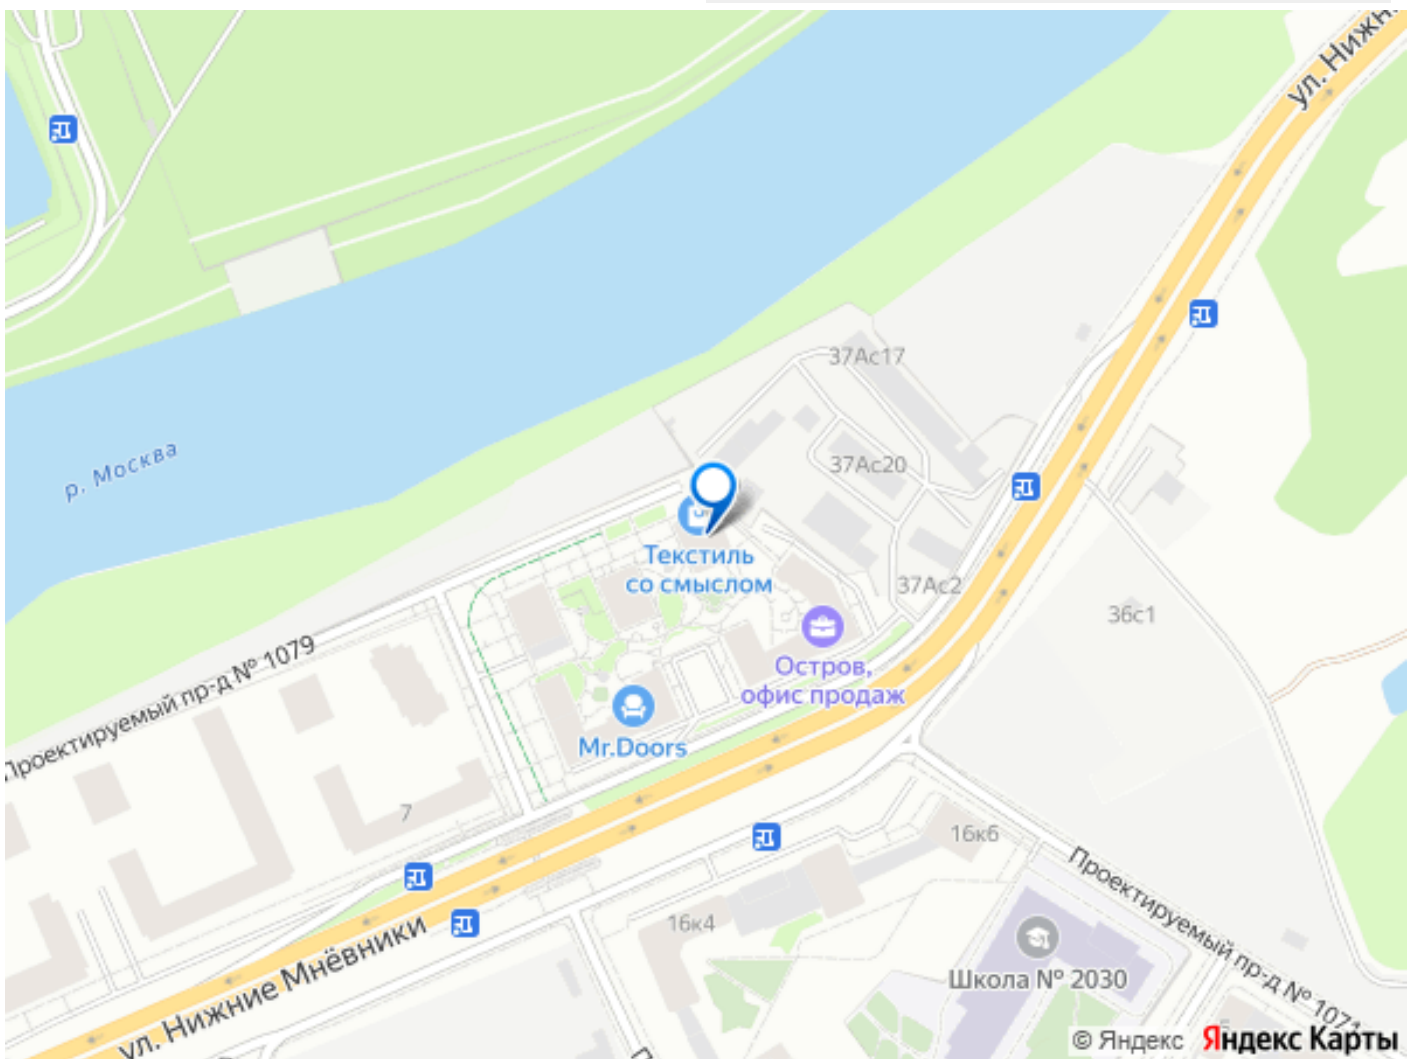 ул. Нижн
37Ас17
р. Москва
37Ас20
Текстиль
со смыслом
37Ас2
36с1
Проектируемый пр-д № 1079
Остров,
офис продаж
Mr.Doors
7
16к6
Проектируемый пр-д № 1071
16к4
ул. Нижние Мнёвники
Школа № 2030
© Яндекс Яндекс Карты